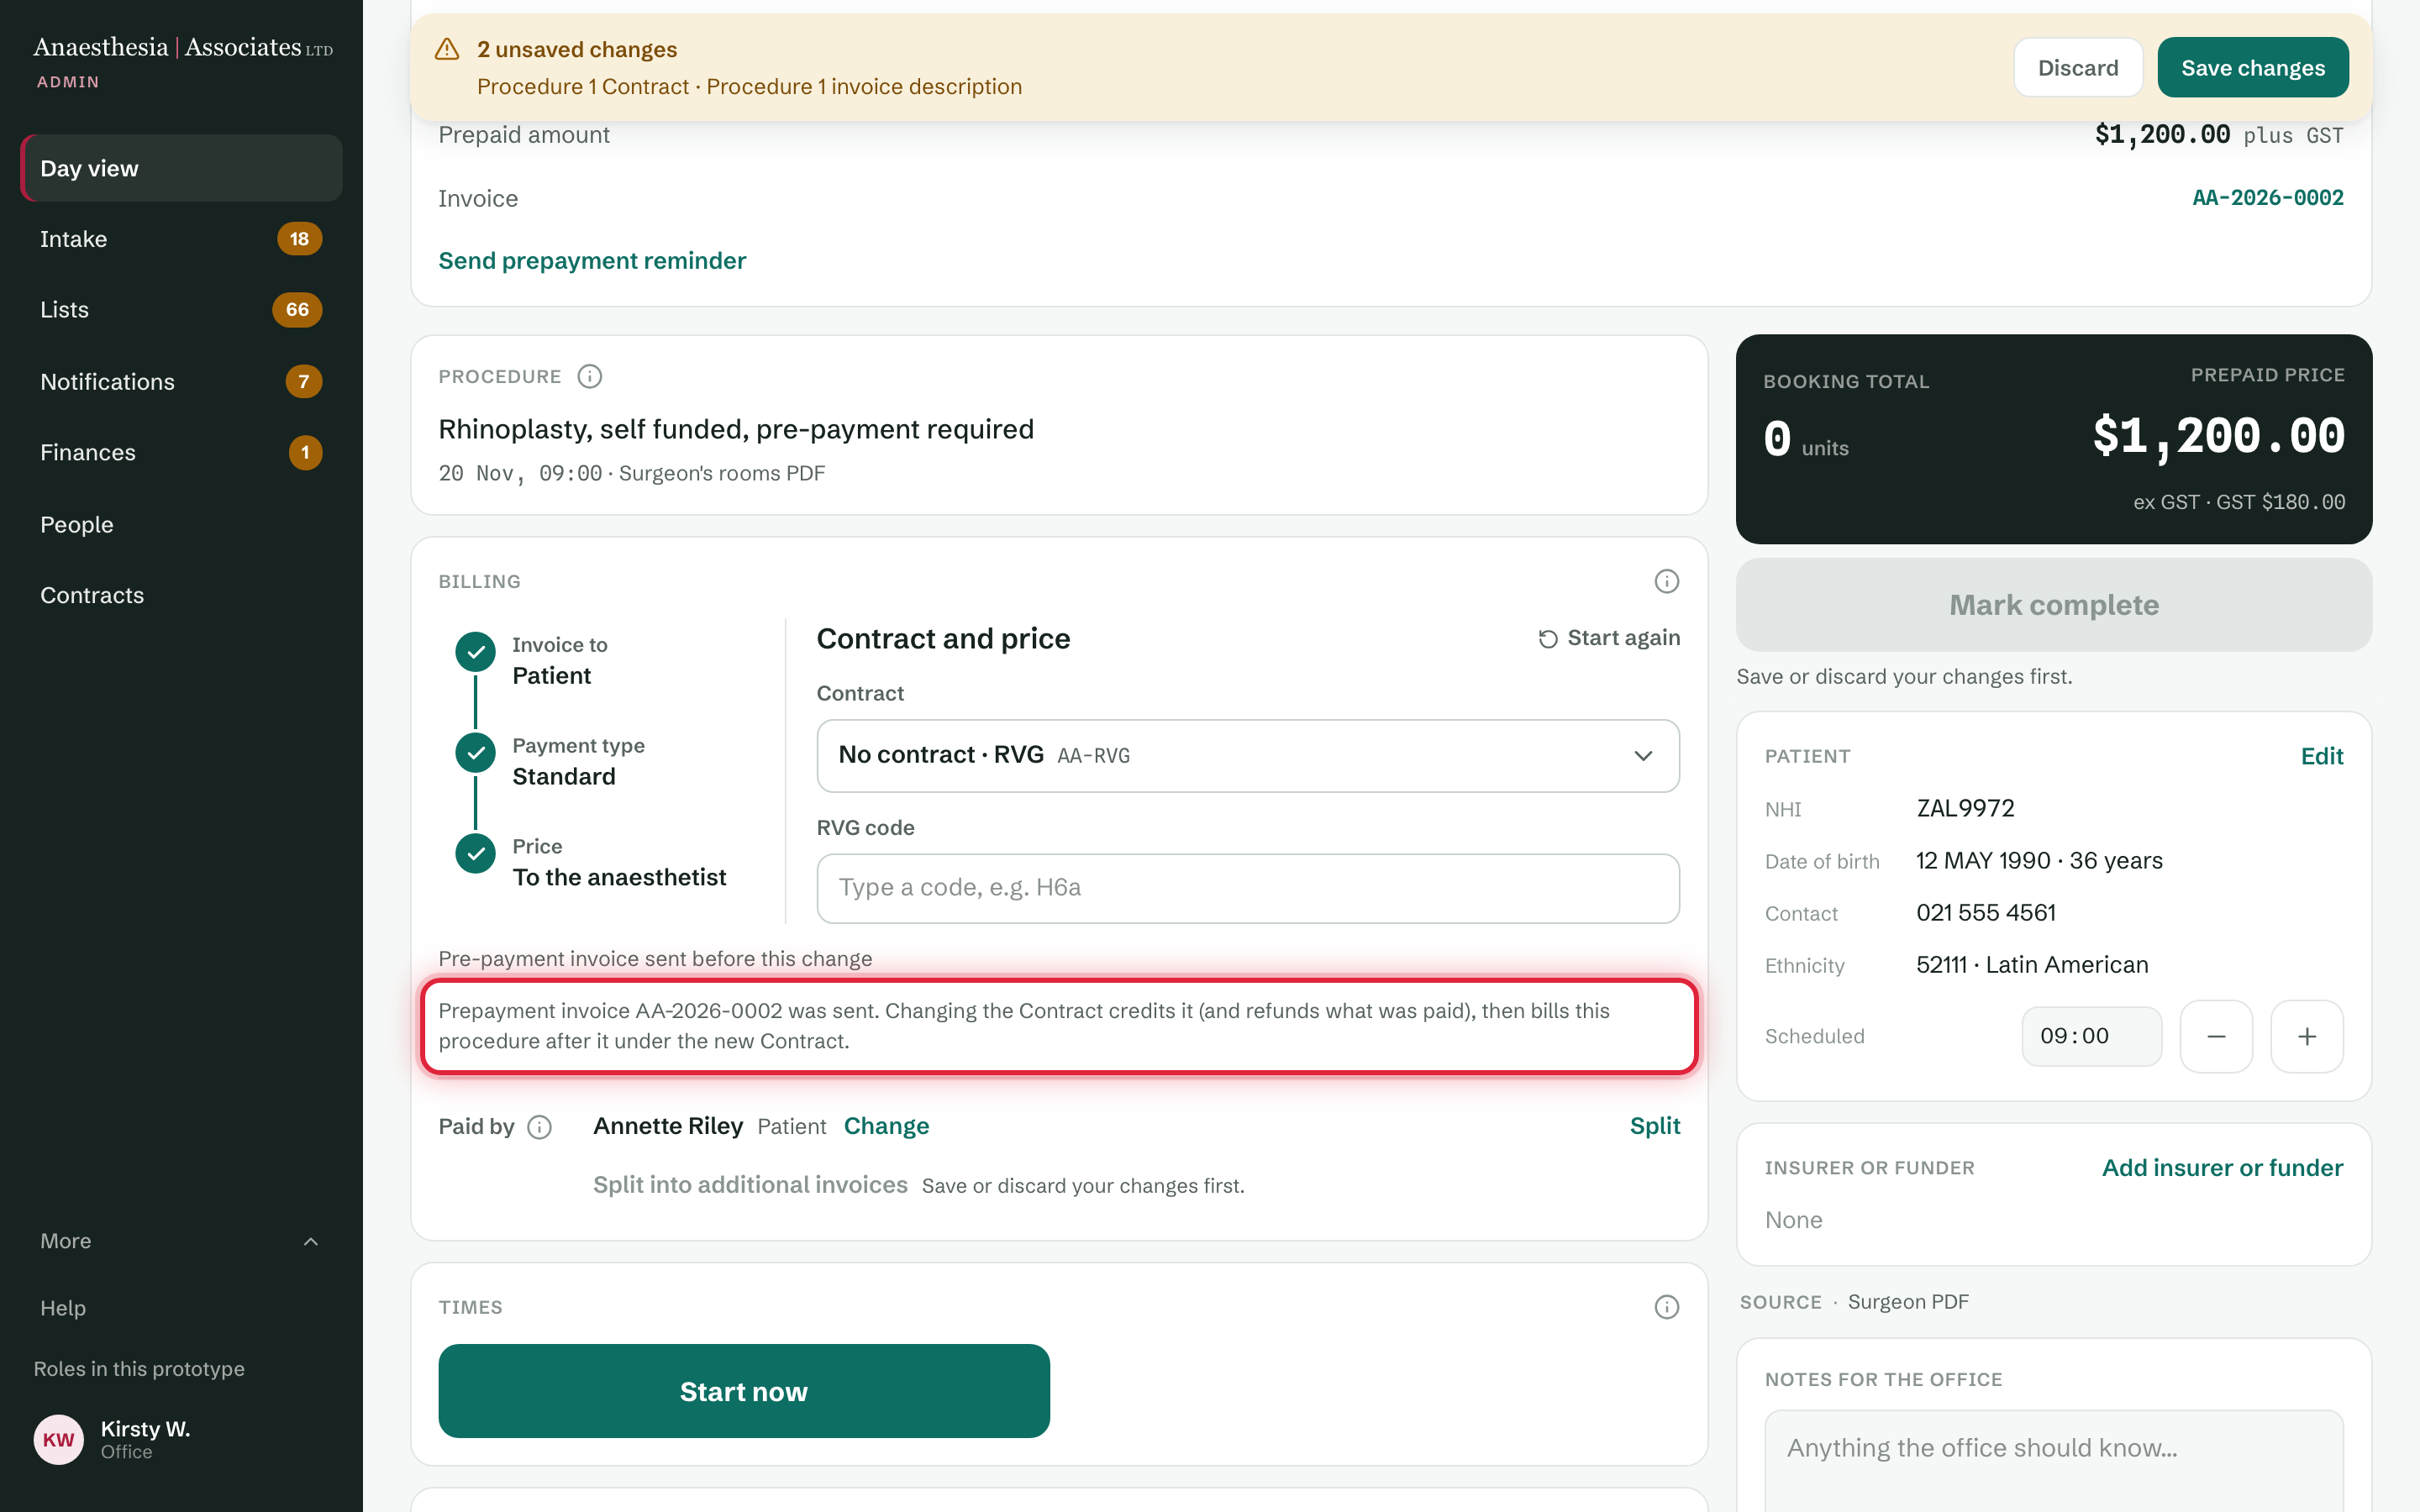 Anaesthesia | Associates LTD
ADMIN
Day view
Intake 18
Lists 66
Notifications 7
Finances 1
People
Contracts
More
Help
Roles in this prototype
KW
Kirsty W.
Office
2 unsaved changes
Procedure 1 Contract · Procedure 1 invoice description
Discard
Save changes
Prepaid amount $1,200.00 plus GST
Invoice AA-2026-0002
Send prepayment reminder
PROCEDURE
Rhinoplasty, self funded, pre-payment required
20 Nov, 09:00 · Surgeon's rooms PDF
BILLING
Invoice to
Patient
Payment type
Standard
Price
To the anaesthetist
Contract and price
Start again
Contract
No contract · RVG AA-RVG
RVG code
Type a code, e.g. H6a
Pre-payment invoice sent before this change
Prepayment invoice AA-2026-0002 was sent. Changing the Contract credits it (and refunds what was paid), then bills this
procedure after it under the new Contract.
Paid by Annette Riley Patient Change Split
Split into additional invoices Save or discard your changes first.
TIMES
Start now
BOOKING TOTAL
0 units
PREPAID PRICE
$1,200.00
ex GST · GST $180.00
Mark complete
Save or discard your changes first.
PATIENT Edit
NHI ZAL9972
Date of birth 12 MAY 1990 · 36 years
Contact 021 555 4561
Ethnicity 52111 · Latin American
Scheduled 09:00 − +
INSURER OR FUNDER Add insurer or funder
None
SOURCE · Surgeon PDF
NOTES FOR THE OFFICE
Anything the office should know...